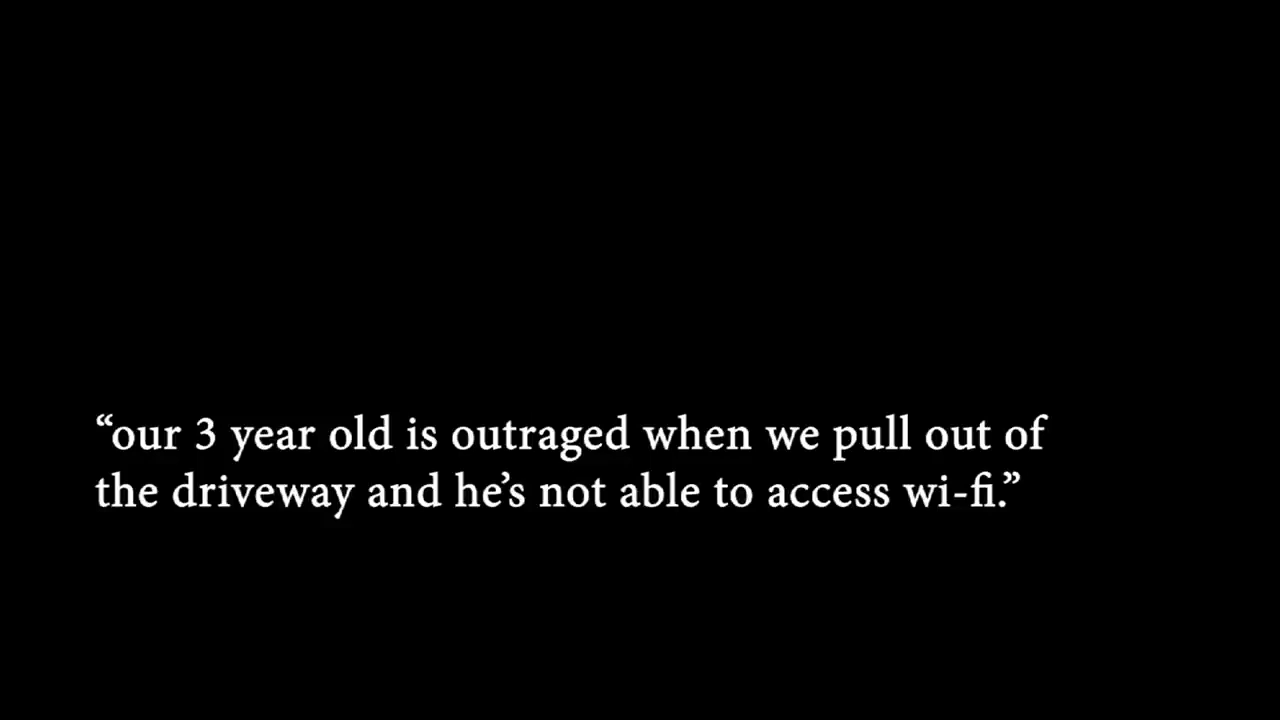 “our 3 year old is outraged when we pull out of
the driveway and he’s not able to access wi-fi.”